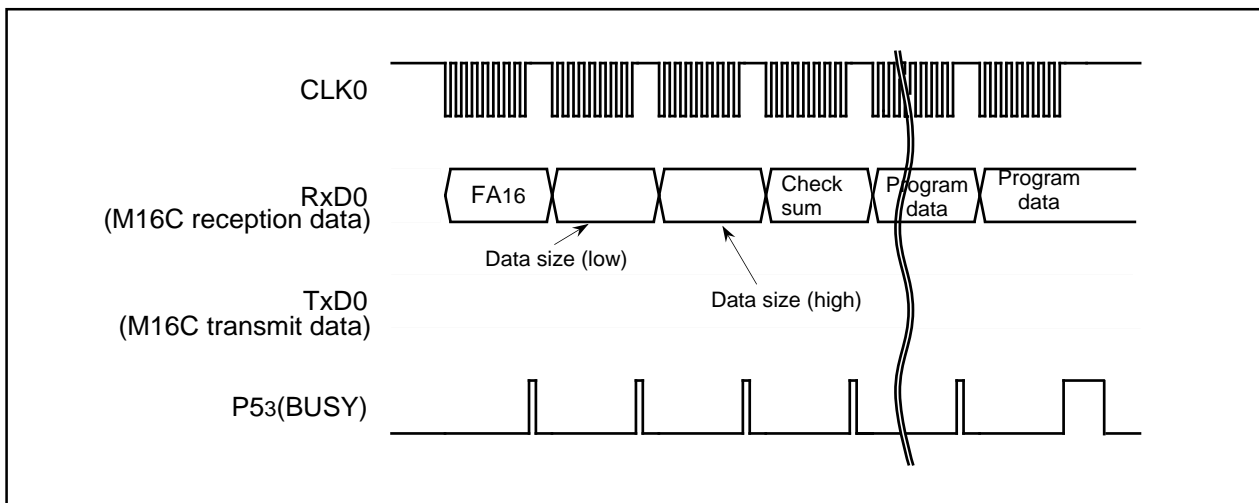 CLK0
RxD0
(M16C reception data)
FA16
Check
sum
Program
data
Program
data
Data size (low)
Data size (high)
TxD0
(M16C transmit data)
P53(BUSY)